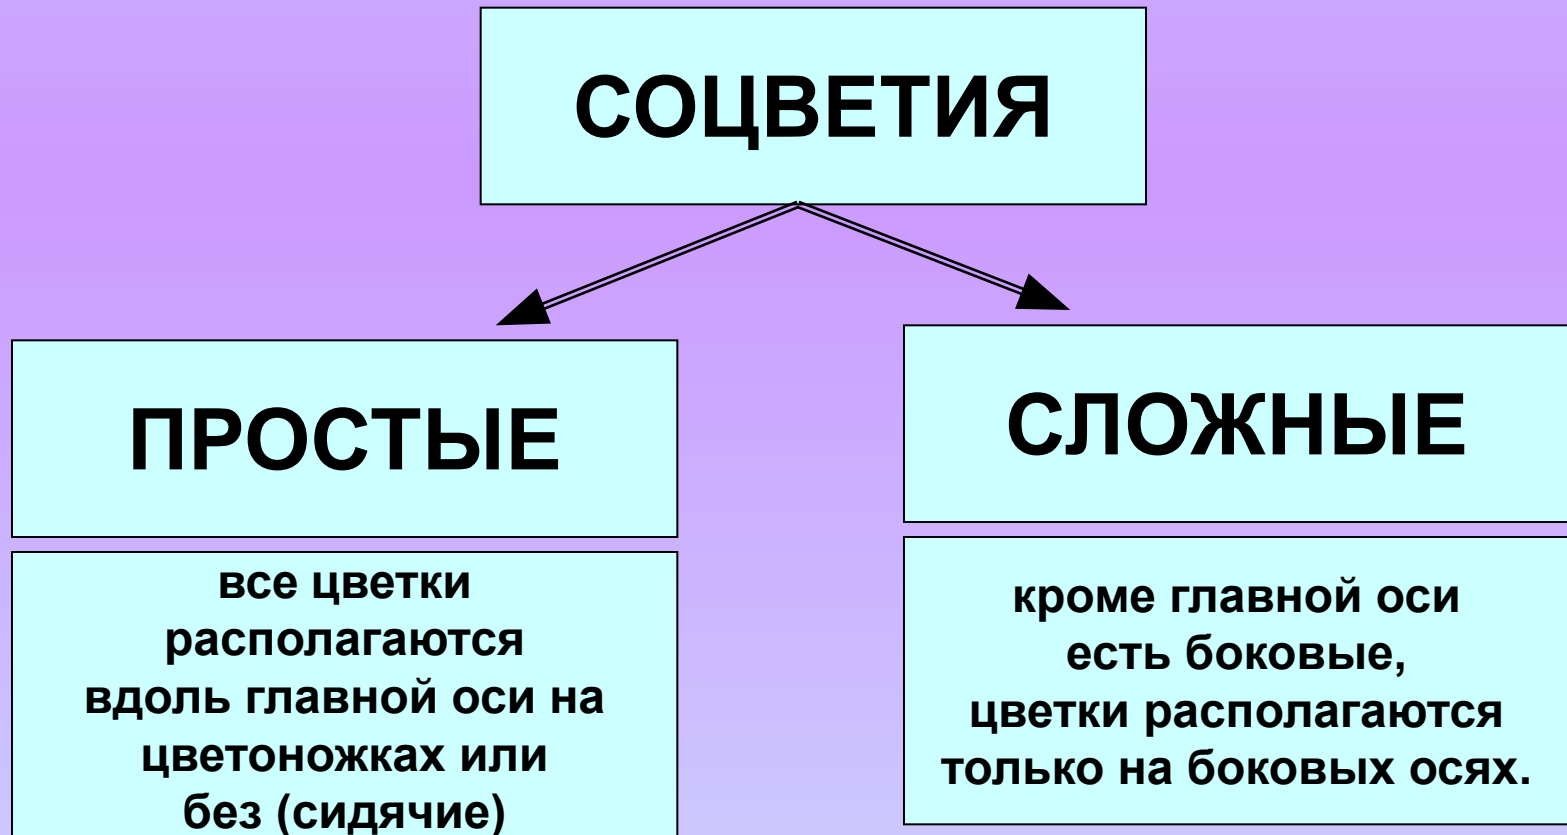 СОЦВЕТИЯ
ПРОСТЫЕ
все цветки
располагаются
вдоль главной оси на
цветоножках или
без (сидячие)
СЛОЖНЫЕ
кроме главной оси
есть боковые,
цветки располагаются
только на боковых осях.